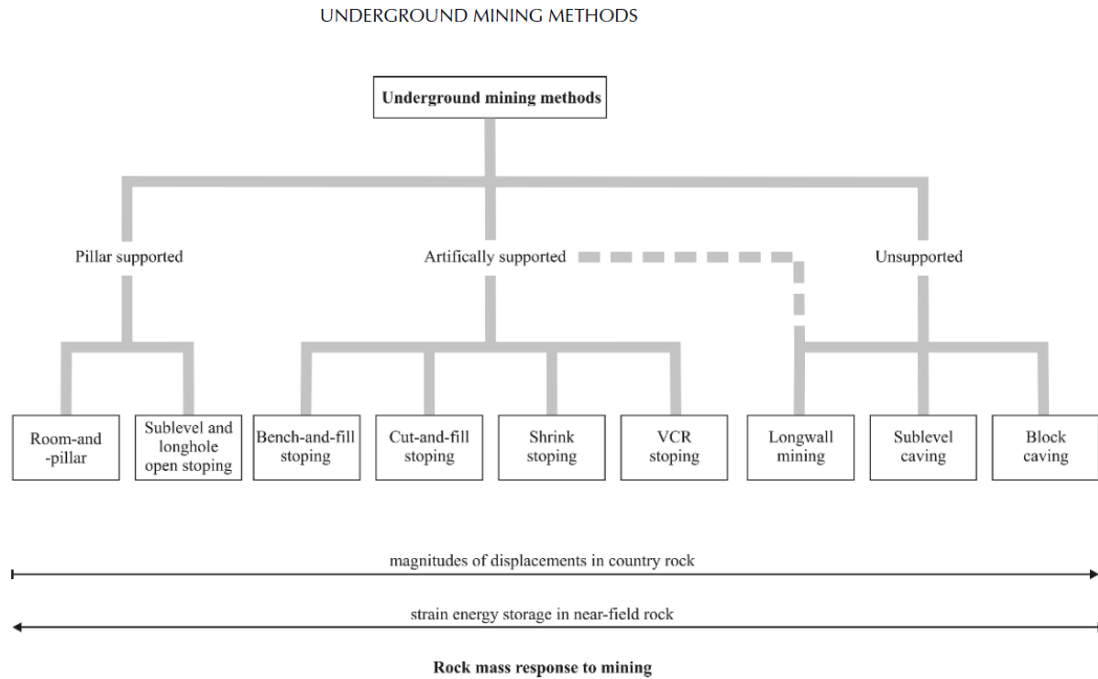 UNDERGROUND MINING METHODS
Underground mining methods
Pillar supported
Artifically supported
Unsupported
Room-and
-pillar
Sublevel and
longhole
open stoping
Bench-and-fill
stoping
Cut-and-fill
stoping
Shrink
stoping
VCR
stoping
Longwall
mining
Sublevel
caving
Block
caving
magnitudes of displacements in country rock
strain energy storage in near-field rock
Rock mass response to mining